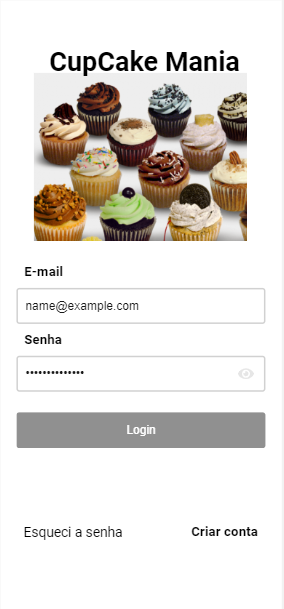 CupCake Mania
E-mail
name@example.com
Senha
••••••••••••••
Login
Esqueci a senha Criar conta